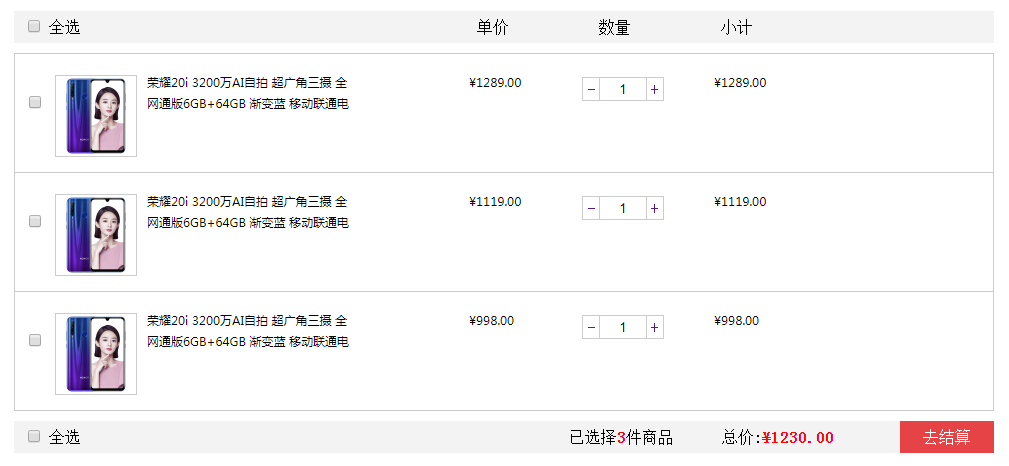 全选 单价 数量 小计
荣耀20i 3200万AI自拍 超广角三摄 全 ¥1289.00 − 1 + ¥1289.00
网通版6GB+64GB 渐变蓝 移动联通电
荣耀20i 3200万AI自拍 超广角三摄 全 ¥1119.00 − 1 + ¥1119.00
网通版6GB+64GB 渐变蓝 移动联通电
荣耀20i 3200万AI自拍 超广角三摄 全 ¥998.00 − 1 + ¥998.00
网通版6GB+64GB 渐变蓝 移动联通电
全选 已选择3件商品 总价:¥1230.00 去结算